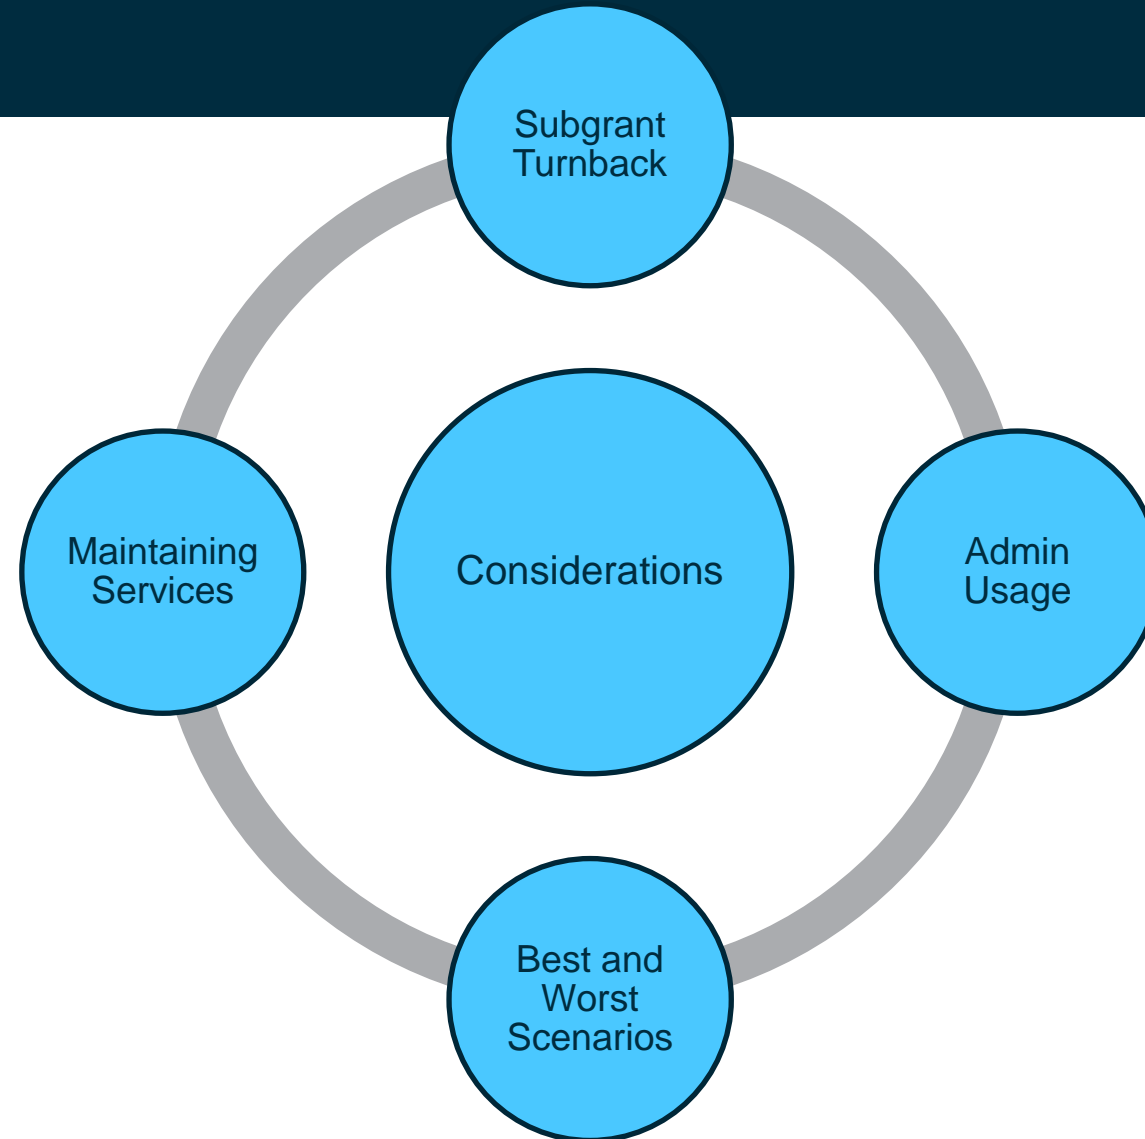 Subgrant
Turnback
Maintaining
Services
Considerations
Admin
Usage
Best and
Worst
Scenarios